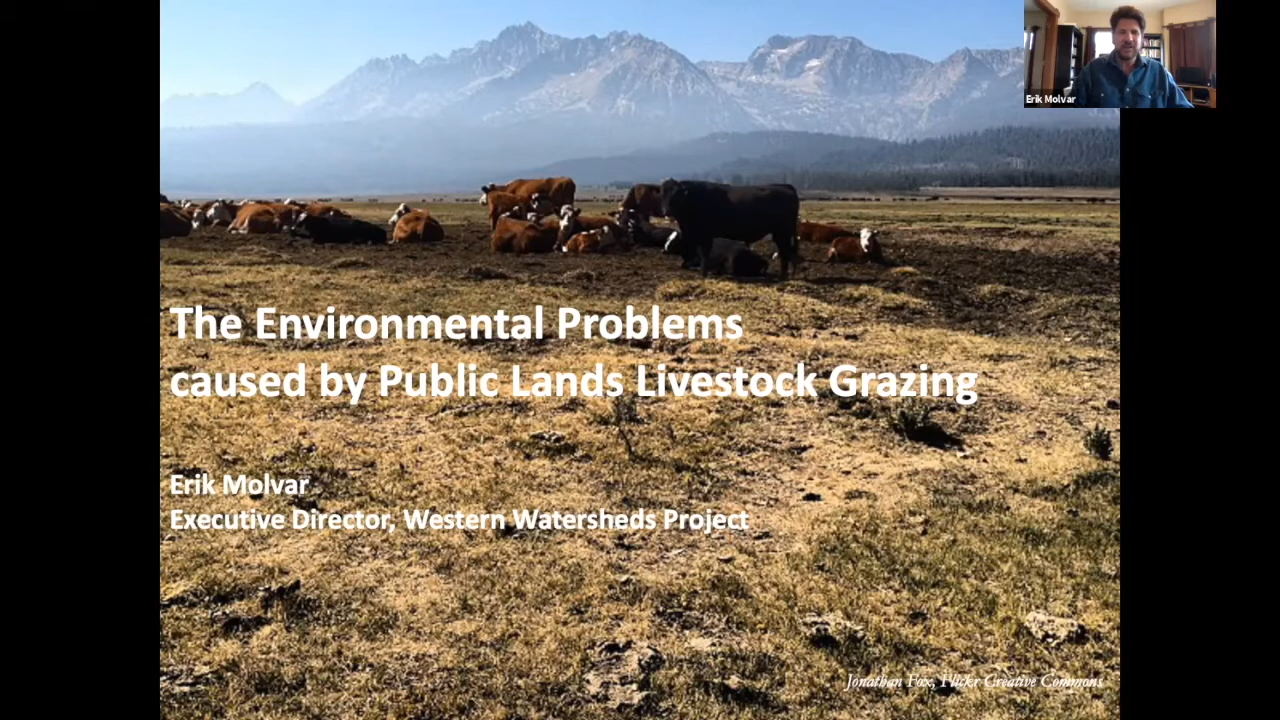 Erik Molvar
The Environmental Problems
caused by Public Lands Livestock Grazing
Erik Molvar
Executive Director, Western Watersheds Project
Jonathan Fox, Flickr Creative Commons